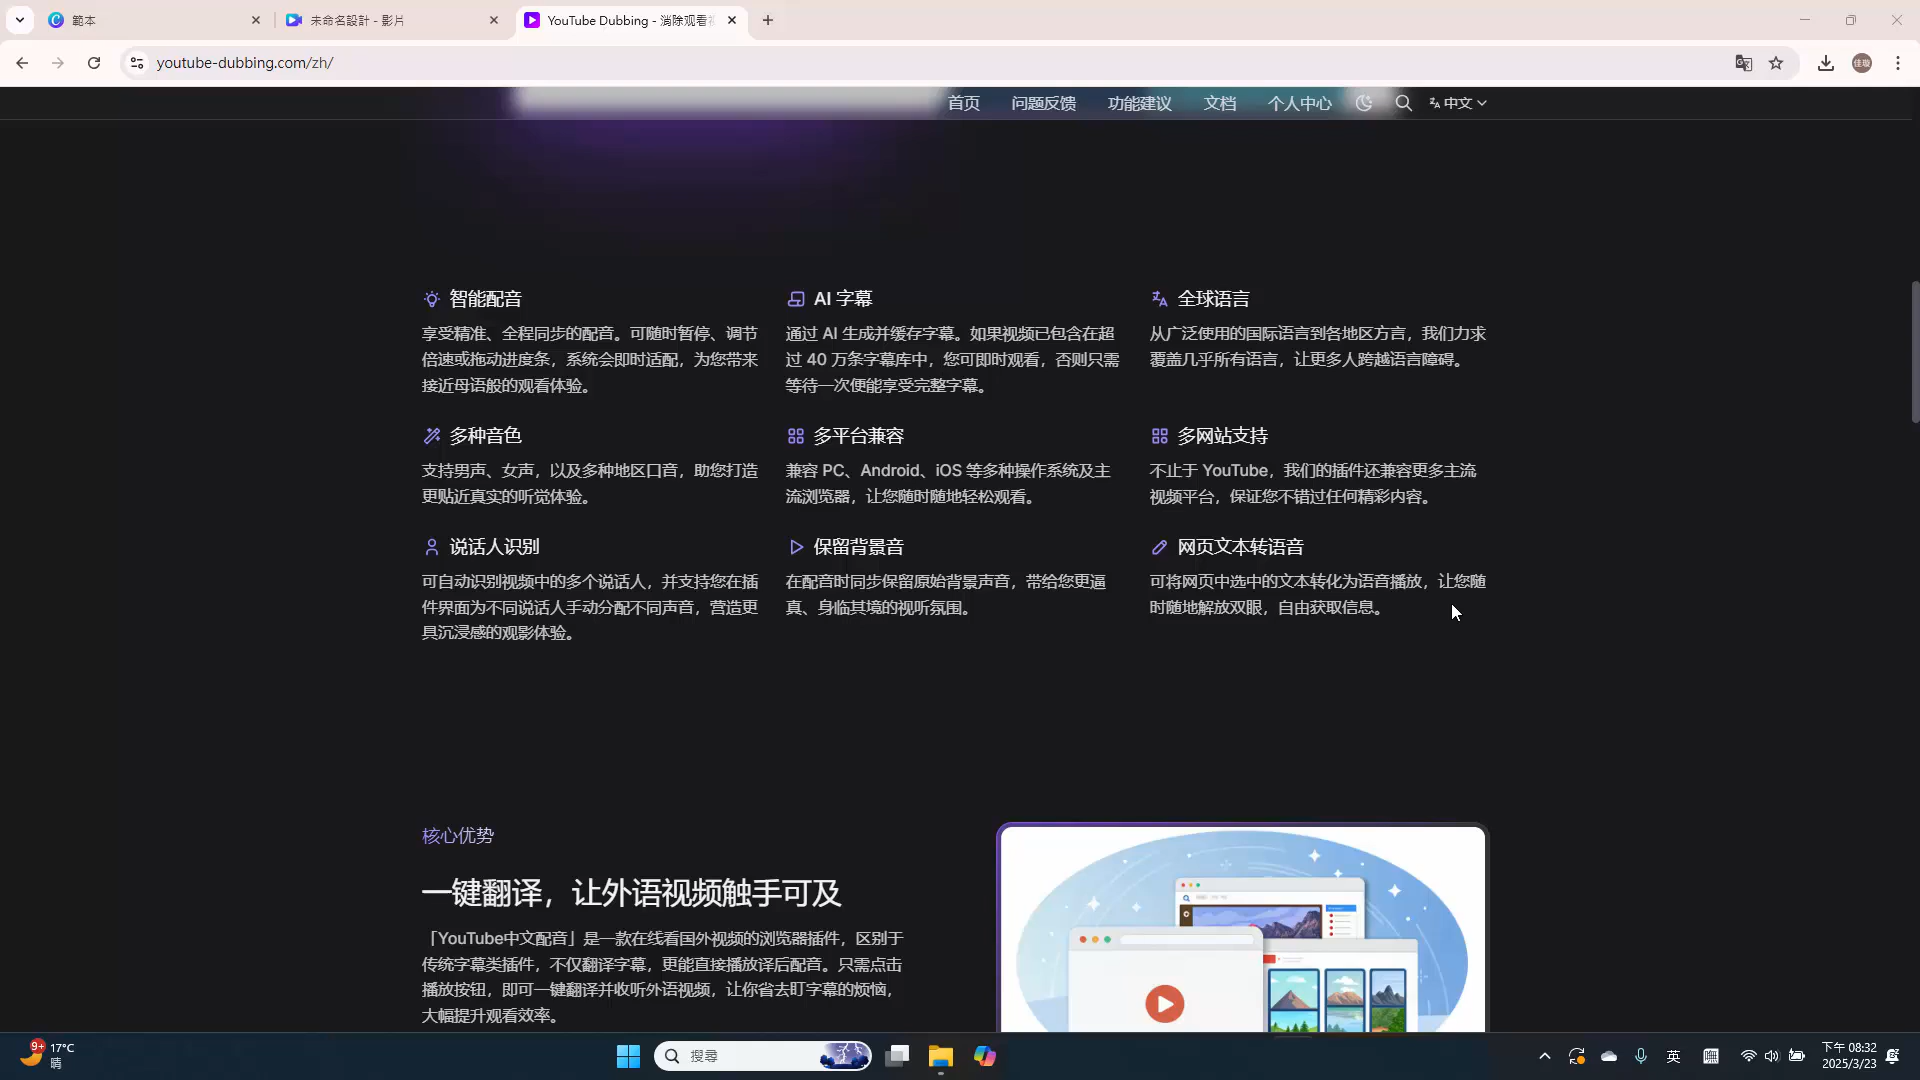 範本
未命名設計 - 影片
YouTube Dubbing - 消除观看
youtube-dubbing.com/zh/
佳璇
首页 问题反馈 功能建议 文档 个人中心 中文
智能配音
享受精准、全程同步的配音。可随时暂停、调节
倍速或拖动进度条，系统会即时适配，为您带来
接近母语般的观看体验。
AI 字幕
通过 AI 生成并缓存字幕。如果视频已包含在超
过 40 万条字幕库中，您可即时观看，否则只需
等待一次便能享受完整字幕。
全球语言
从广泛使用的国际语言到各地区方言，我们力求
覆盖几乎所有语言，让更多人跨越语言障碍。
多种音色
支持男声、女声，以及多种地区口音，助您打造
更贴近真实的听觉体验。
多平台兼容
兼容 PC、Android、iOS 等多种操作系统及主
流浏览器，让您随时随地轻松观看。
多网站支持
不止于 YouTube，我们的插件还兼容更多主流
视频平台，保证您不错过任何精彩内容。
说话人识别
可自动识别视频中的多个说话人，并支持您在插
件界面为不同说话人手动分配不同声音，营造更
具沉浸感的观影体验。
保留背景音
在配音时同步保留原始背景声音，带给您更逼
真、身临其境的视听氛围。
网页文本转语音
可将网页中选中的文本转化为语音播放，让您随
时随地解放双眼，自由获取信息。
核心优势
一键翻译，让外语视频触手可及
「YouTube中文配音」是一款在线看国外视频的浏览器插件，区别于
传统字幕类插件，不仅翻译字幕，更能直接播放译后配音。只需点击
播放按钮，即可一键翻译并收听外语视频，让你省去盯字幕的烦恼，
大幅提升观看效率。
9+
17°C
晴
搜尋
英
下午 08:32
2025/3/23